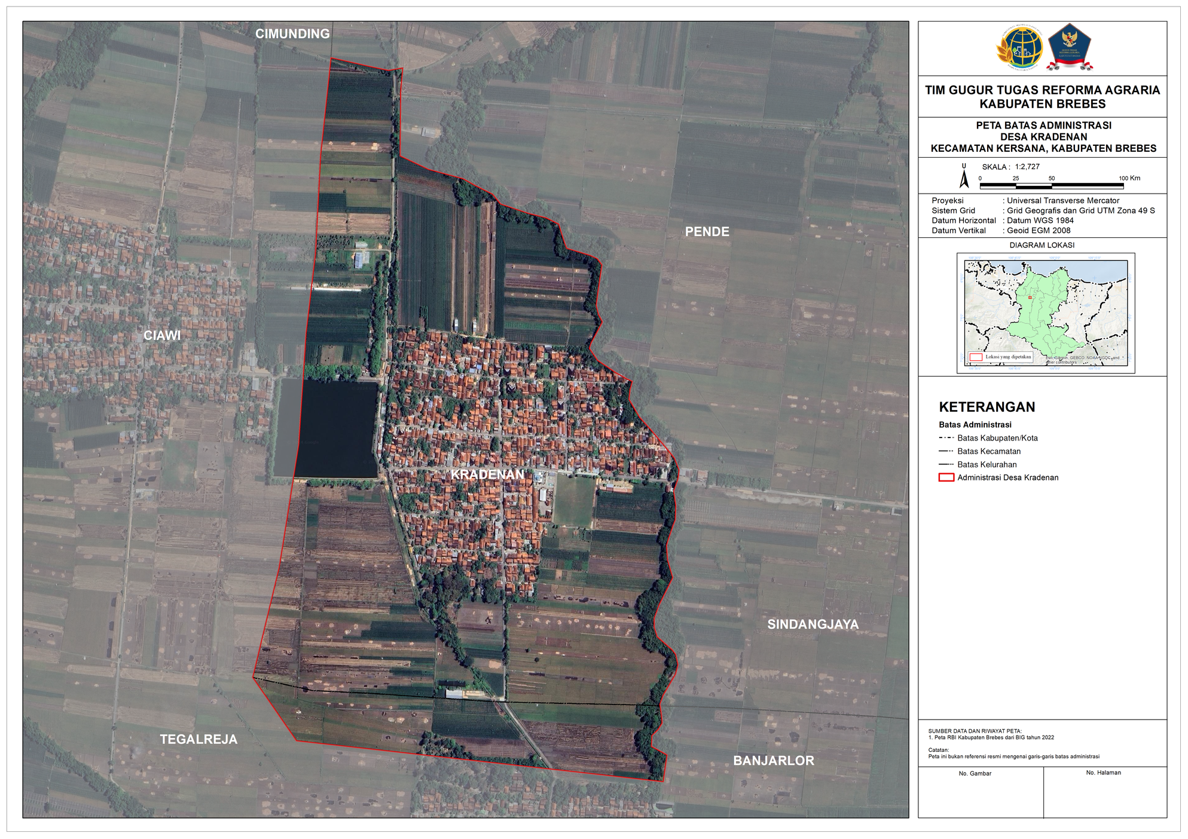 CIMUNDING
PENDE
CIAWI
KRADENAN
SINDANGJAYA
TEGALREJA
BANJARLOR
TIM GUGUR TUGAS REFORMA AGRARIA
KABUPATEN BREBES
PETA BATAS ADMINISTRASI
DESA KRADENAN
KECAMATAN KERSANA, KABUPATEN BREBES
U
SKALA : 1:2,727
0 25 50 100 Km
Proyeksi : Universal Transverse Mercator
Sistem Grid : Grid Geografis dan Grid UTM Zona 49 S
Datum Horizontal : Datum WGS 1984
Datum Vertikal : Geoid EGM 2008
DIAGRAM LOKASI
Lokasi yang dipetakan
KETERANGAN
Batas Administrasi
Batas Kabupaten/Kota
Batas Kecamatan
Batas Kelurahan
Administrasi Desa Kradenan
SUMBER DATA DAN RIWAYAT PETA:
1. Peta RBI Kabupaten Brebes dari BIG tahun 2022
Catatan:
Peta ini bukan referensi resmi mengenai garis-garis batas administrasi
No. Gambar
No. Halaman